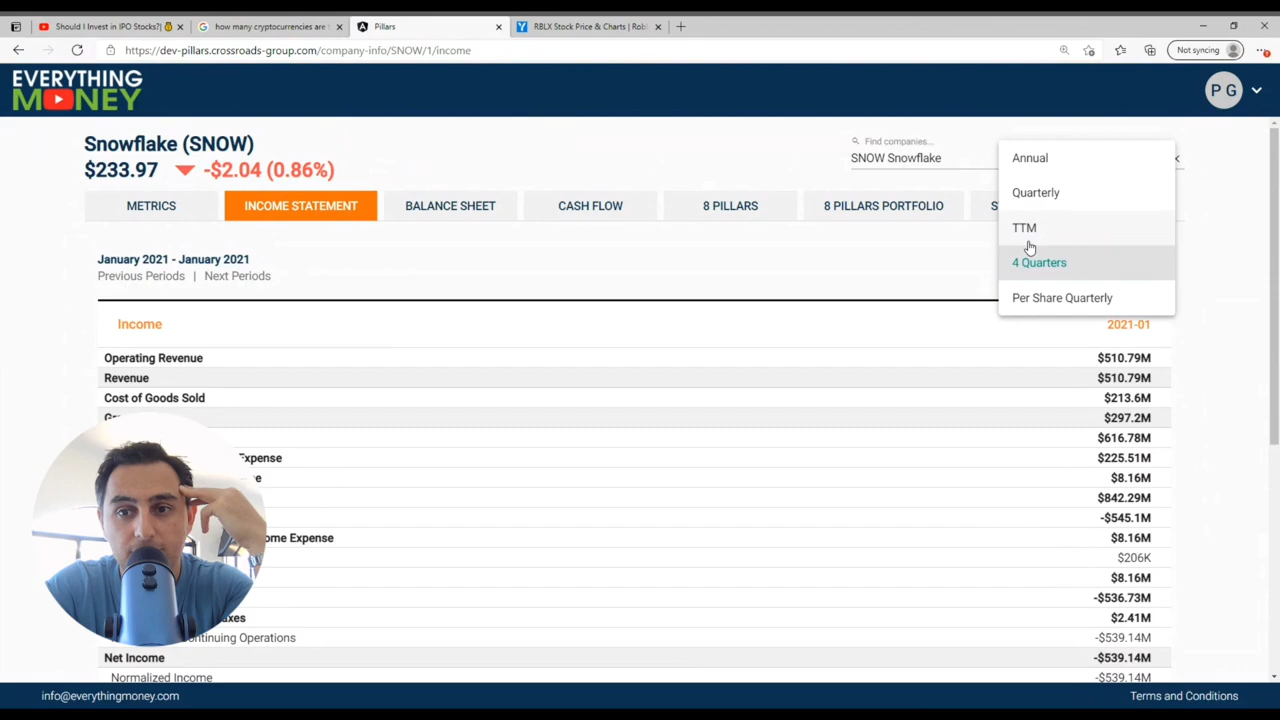 Should I Invest in IPO Stocks?|
how many cryptocurrencies are
Pillars
RBLX Stock Price & Charts | Robl
https://dev-pillars.crossroads-group.com/company-info/SNOW/1/income
Not syncing
EVERYTHING
MONEY
P G
Snowflake (SNOW)
$233.97 -$2.04 (0.86%)
Find companies...
SNOW Snowflake
Annual
Quarterly
TTM
4 Quarters
Per Share Quarterly
METRICS
INCOME STATEMENT
BALANCE SHEET
CASH FLOW
8 PILLARS
8 PILLARS PORTFOLIO
January 2021 - January 2021
Previous Periods | Next Periods
Income 2021-01
Operating Revenue $510.79M
Revenue $510.79M
Cost of Goods Sold $213.6M
$297.2M
$616.78M
Expense $225.51M
$8.16M
$842.29M
-$545.1M
ome Expense $8.16M
$206K
$8.16M
-$536.73M
axes $2.41M
ntinuing Operations -$539.14M
Net Income -$539.14M
Normalized Income -$539.14M
info@everythingmoney.com
Terms and Conditions